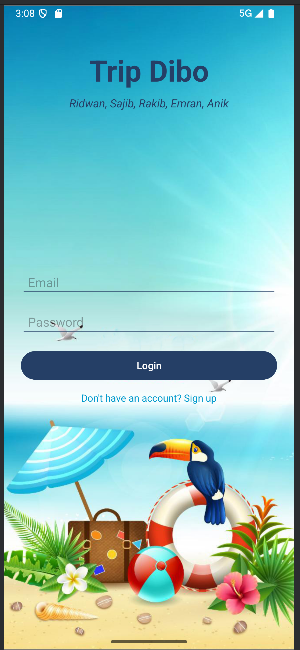 3:08 5G
Trip Dibo
Ridwan, Sajib, Rakib, Emran, Anik
Email
Password
Login
Don't have an account? Sign up